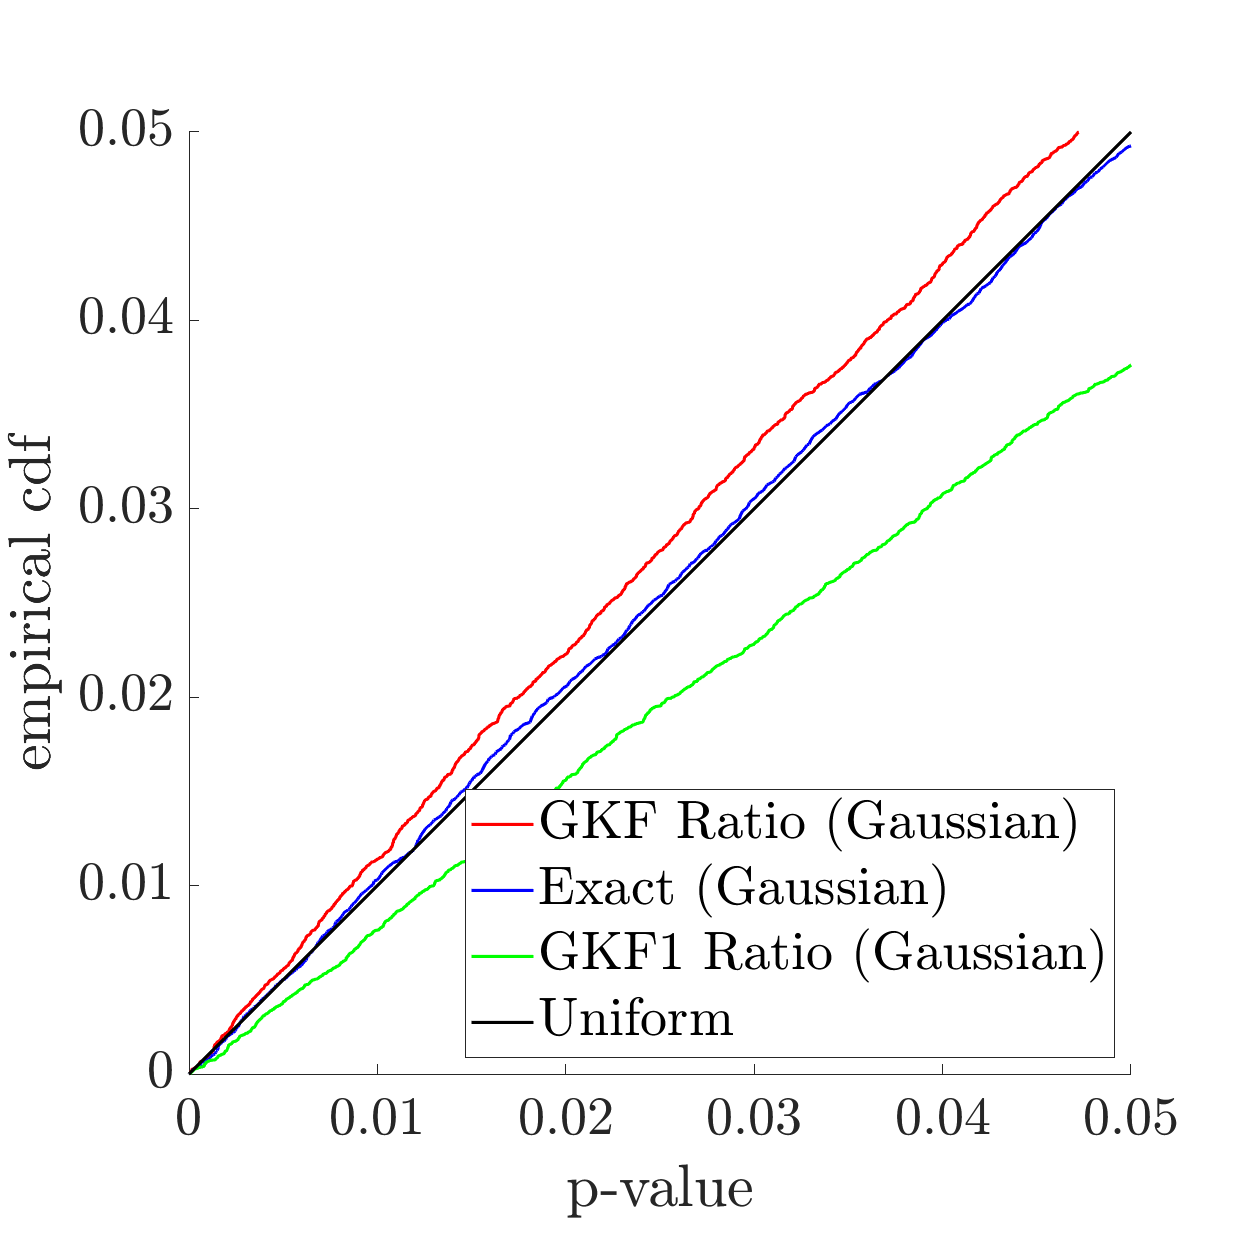 0.05
0.04
0.03
0.02
0.01
0
empirical cdf
GKF Ratio (Gaussian)
Exact (Gaussian)
GKF1 Ratio (Gaussian)
Uniform
0 0.01 0.02 0.03 0.04 0.05
p-value